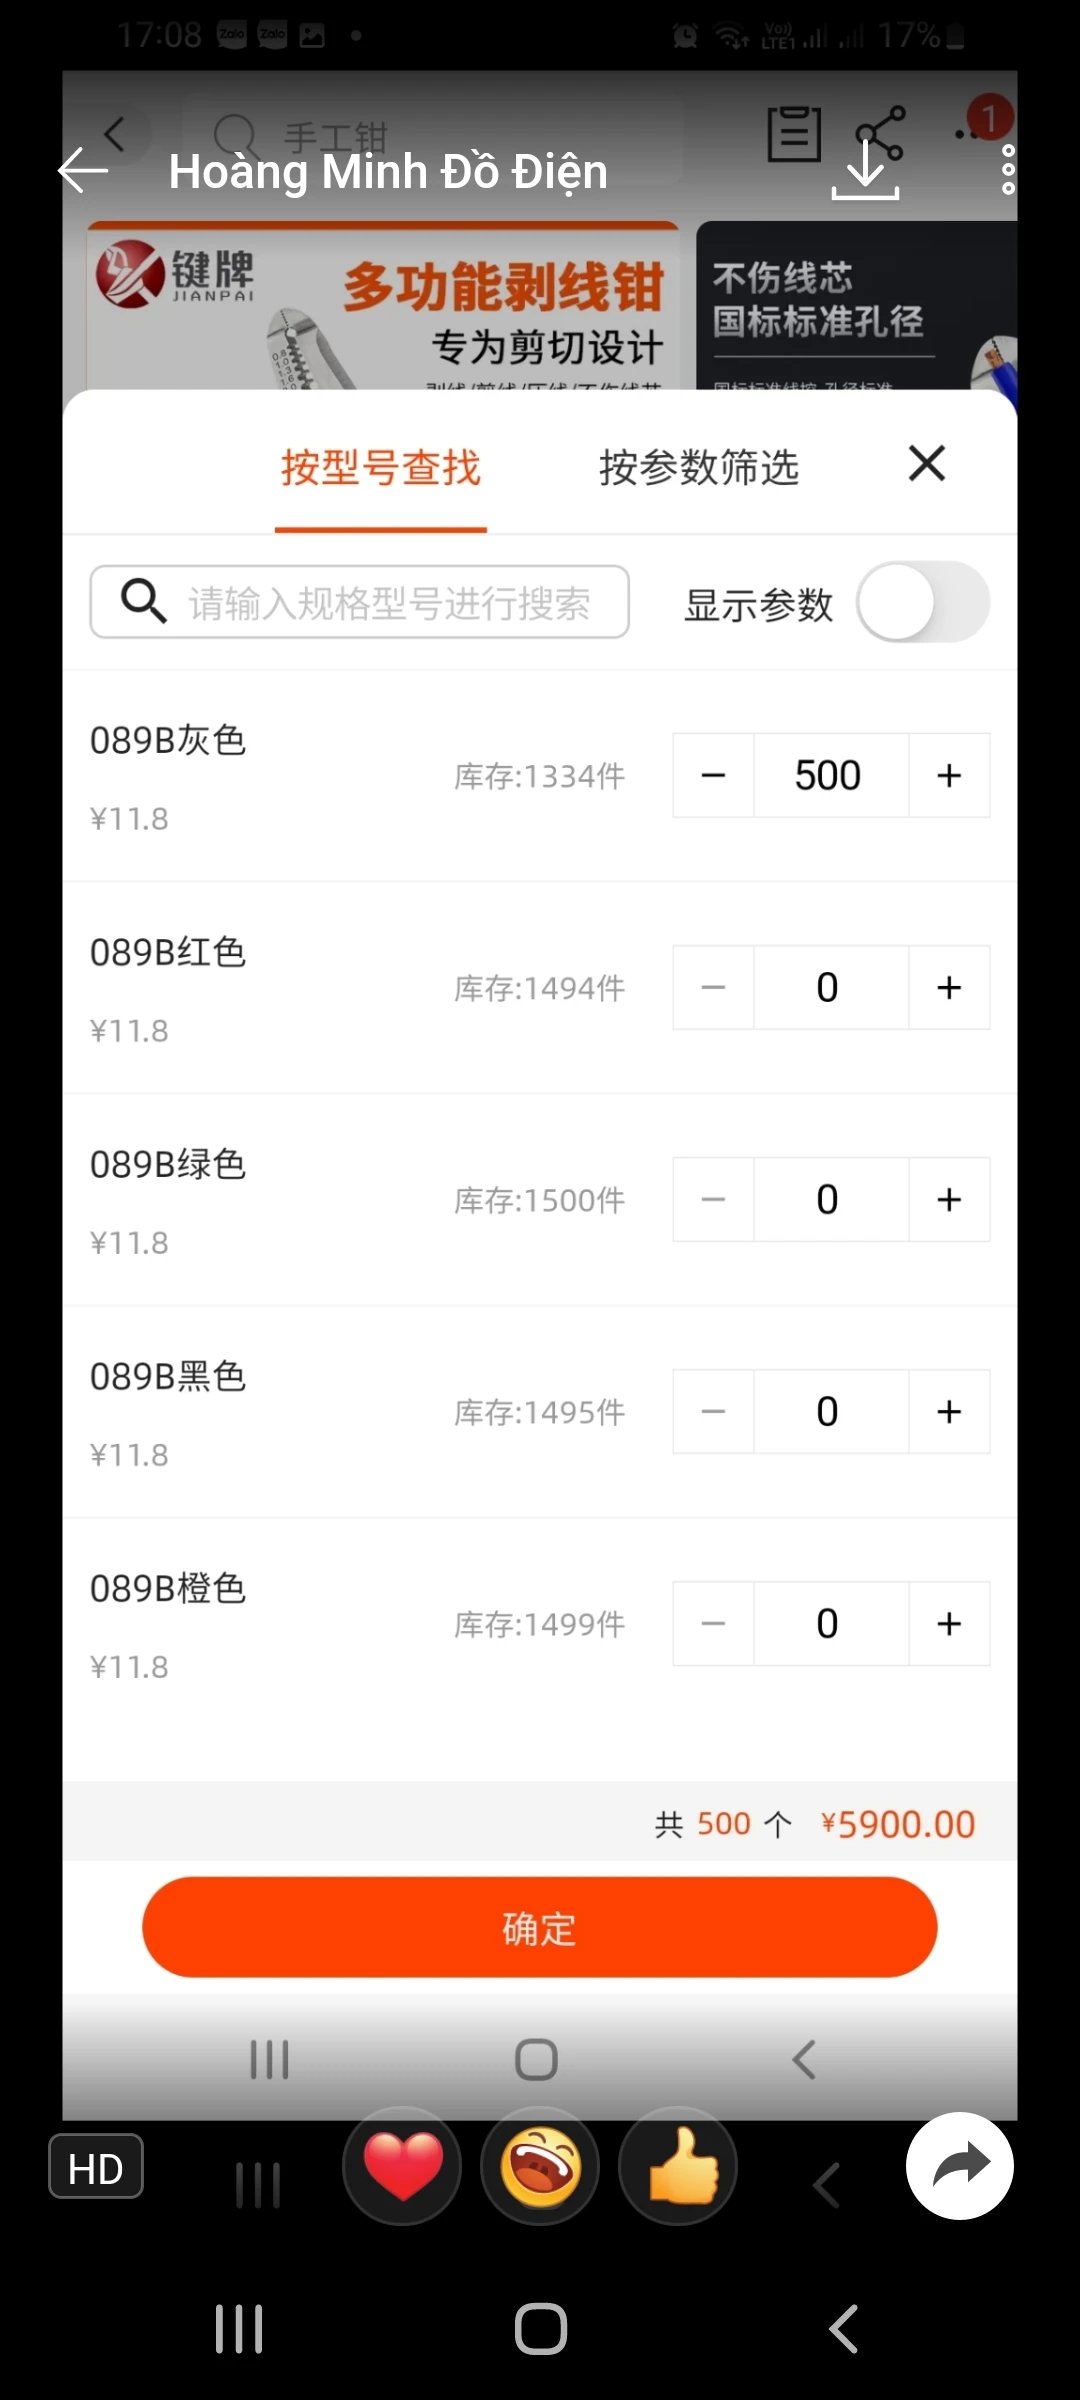 17:08
Zalo Zalo
Vo)) LTE1 17%
手工钳
1
Hoàng Minh Đồ Điện
键牌
JIANPAI
多功能剥线钳
专为剪切设计
不伤线芯
国标标准孔径
按型号查找 按参数筛选
请输入规格型号进行搜索 显示参数
089B灰色
库存:1334件 − 500 +
¥11.8
089B红色
库存:1494件 − 0 +
¥11.8
089B绿色
库存:1500件 − 0 +
¥11.8
089B黑色
库存:1495件 − 0 +
¥11.8
089B橙色
库存:1499件 − 0 +
¥11.8
共 500 个 ¥5900.00
确定
HD